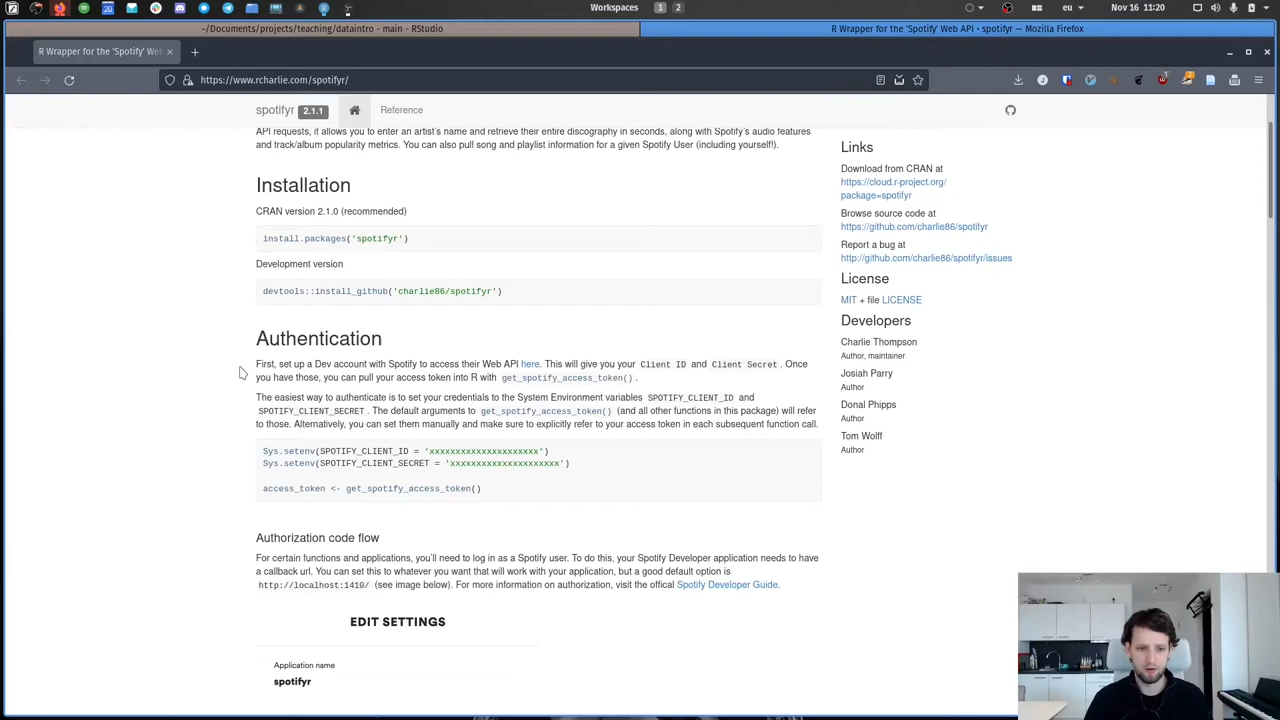 Nov 11 11:20
~/Documents/projects/teaching/dataintro - main - RStudio
R Wrapper for the 'Spotify' Web API • spotifyr — Mozilla Firefox
R Wrapper for the 'Spotify' Web
https://www.rcharlie.com/spotifyr/
spotifyr 2.1.1 Reference
API requests, it allows you to enter an artist's name and retrieve their entire discography in seconds, along with Spotify's audio features
and track/album popularity metrics. You can also pull song and playlist information for a given Spotify User (including yourself!).
Installation
CRAN version 2.1.0 (recommended)
install.packages('spotifyr')
Development version
devtools::install_github('charlie86/spotifyr')
Authentication
First, set up a Dev account with Spotify to access their Web API here. This will give you your Client ID and Client Secret. Once
you have those, you can pull your access token into R with get_spotify_access_token().
The easiest way to authenticate is to set your credentials to the System Environment variables SPOTIFY_CLIENT_ID and
SPOTIFY_CLIENT_SECRET. The default arguments to get_spotify_access_token() (and all other functions in this package) will refer
to those. Alternatively, you can set them manually and make sure to explicitly refer to your access token in each subsequent function call.
Sys.setenv(SPOTIFY_CLIENT_ID = 'xxxxxxxxxxxxxxxxxxxxx')
Sys.setenv(SPOTIFY_CLIENT_SECRET = 'xxxxxxxxxxxxxxxxxxxxx')
access_token <- get_spotify_access_token()
Authorization code flow
For certain functions and applications, you'll need to log in as a Spotify user. To do this, your Spotify Developer application needs to have
a callback url. You can set this to whatever you want that will work with your application, but a good default option is
http://localhost:1410/ (see image below). For more information on authorization, visit the offical Spotify Developer Guide.
EDIT SETTINGS
Application name
spotifyr
Links
Download from CRAN at
https://cloud.r-project.org/
package=spotifyr
Browse source code at
https://github.com/charlie86/spotifyr
Report a bug at
http://github.com/charlie86/spotifyr/issues
License
MIT + file LICENSE
Developers
Charlie Thompson
Author, maintainer
Josiah Parry
Author
Donal Phipps
Author
Tom Wolff
Author